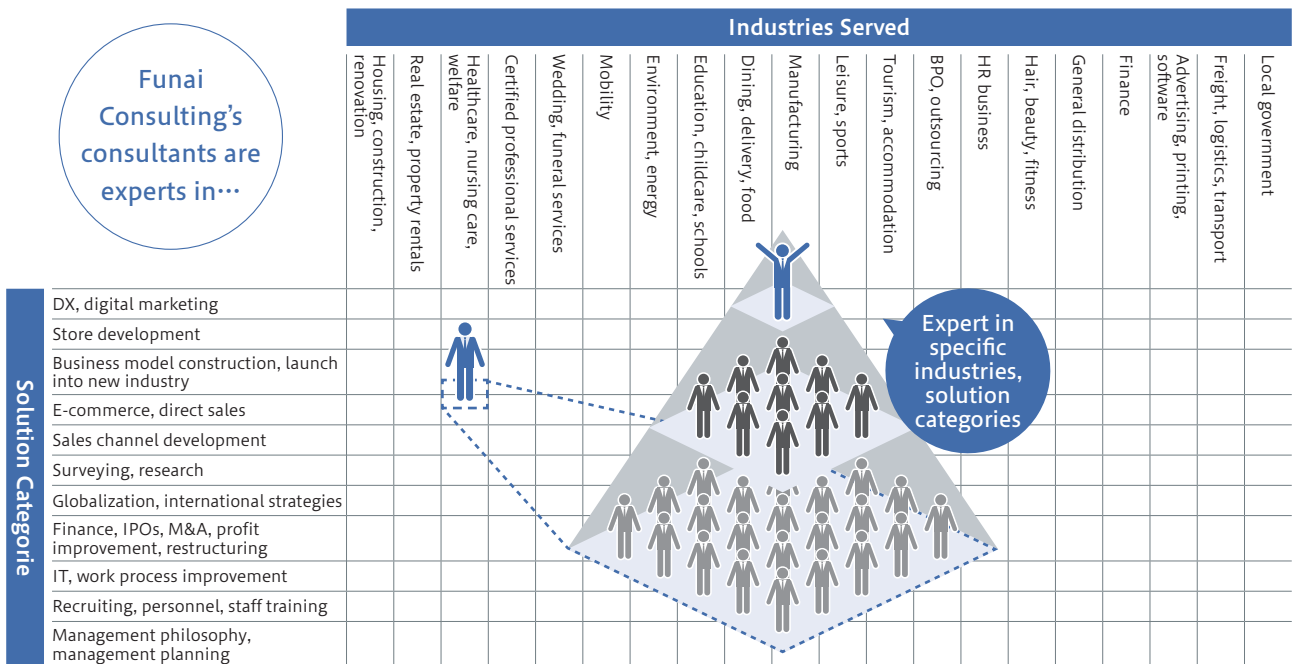 Funai
Consulting's
consultants are
experts in…
Industries Served
Housing, construction,
renovation
Real estate, property rentals
Healthcare, nursing care,
welfare
Certified professional services
Wedding, funeral services
Mobility
Environment, energy
Education, childcare, schools
Dining, delivery, food
Manufacturing
Leisure, sports
Tourism, accommodation
BPO, outsourcing
HR business
Hair, beauty, fitness
General distribution
Finance
Advertising, printing,
software
Freight, logistics, transport
Local government
Solution Categorie
DX, digital marketing
Store development
Business model construction, launch
into new industry
E-commerce, direct sales
Sales channel development
Surveying, research
Globalization, international strategies
Finance, IPOs, M&A, profit
improvement, restructuring
IT, work process improvement
Recruiting, personnel, staff training
Management philosophy,
management planning
Expert in
specific
industries,
solution
categories